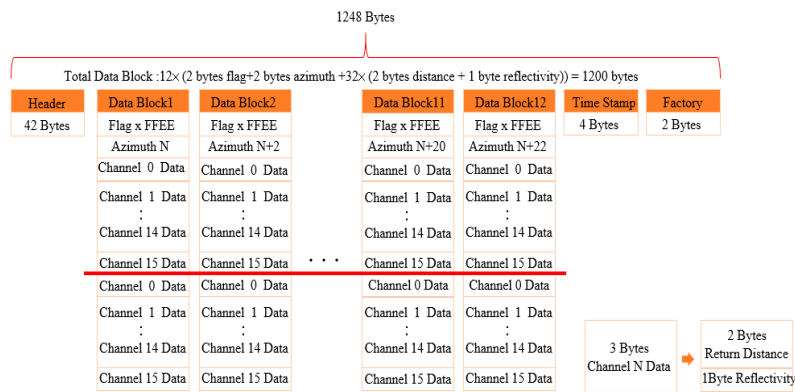 1248 Bytes
Total Data Block :12× (2 bytes flag+2 bytes azimuth +32× (2 bytes distance + 1 byte reflectivity)) = 1200 bytes
Header Data Block1 Data Block2 Data Block11 Data Block12 Time Stamp Factory
42 Bytes Flag x FFEE Flag x FFEE Flag x FFEE Flag x FFEE 4 Bytes 2 Bytes
Azimuth N Azimuth N+2 Azimuth N+20 Azimuth N+22
Channel 0 Data Channel 0 Data Channel 0 Data Channel 0 Data
Channel 1 Data Channel 1 Data Channel 1 Data Channel 1 Data
: : : :
Channel 14 Data Channel 14 Data Channel 14 Data Channel 14 Data
Channel 15 Data Channel 15 Data . . . Channel 15 Data Channel 15 Data
Channel 0 Data Channel 0 Data Channel 0 Data Channel 0 Data
Channel 1 Data Channel 1 Data Channel 1 Data Channel 1 Data
: : : :
Channel 14 Data Channel 14 Data Channel 14 Data Channel 14 Data
Channel 15 Data Channel 15 Data Channel 15 Data Channel 15 Data
3 Bytes
Channel N Data
2 Bytes
Return Distance
1Byte Reflectivity